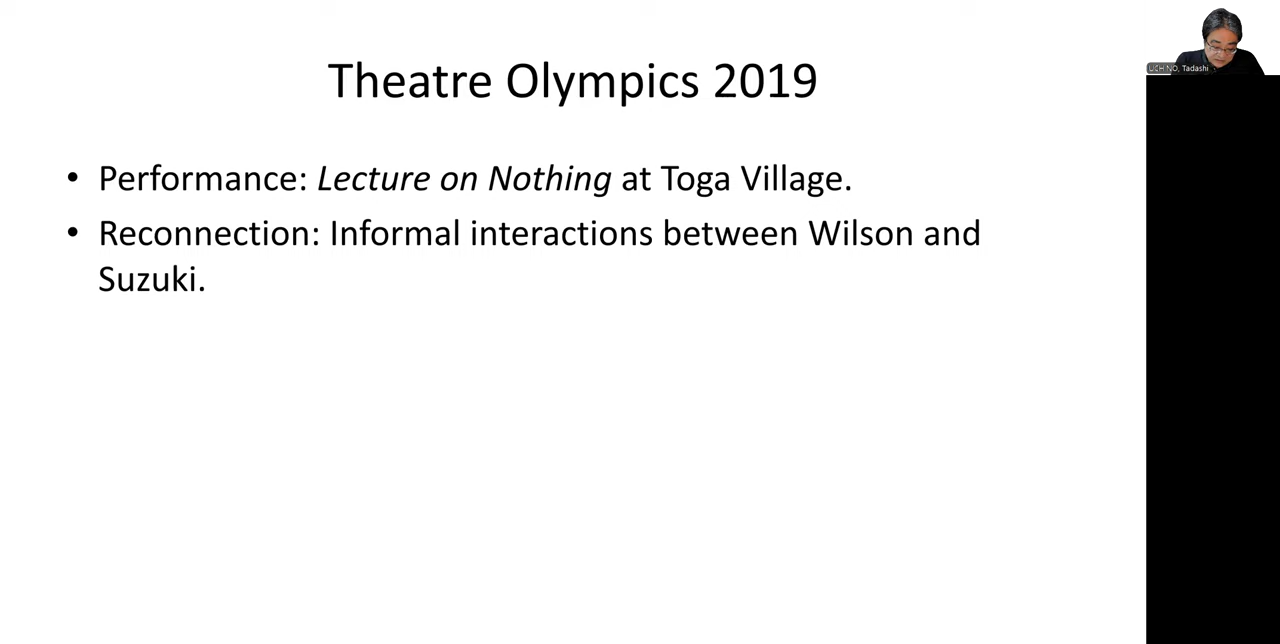 Theatre Olympics 2019
• Performance: Lecture on Nothing at Toga Village.
• Reconnection: Informal interactions between Wilson and
Suzuki.
UCHINO, Tadashi